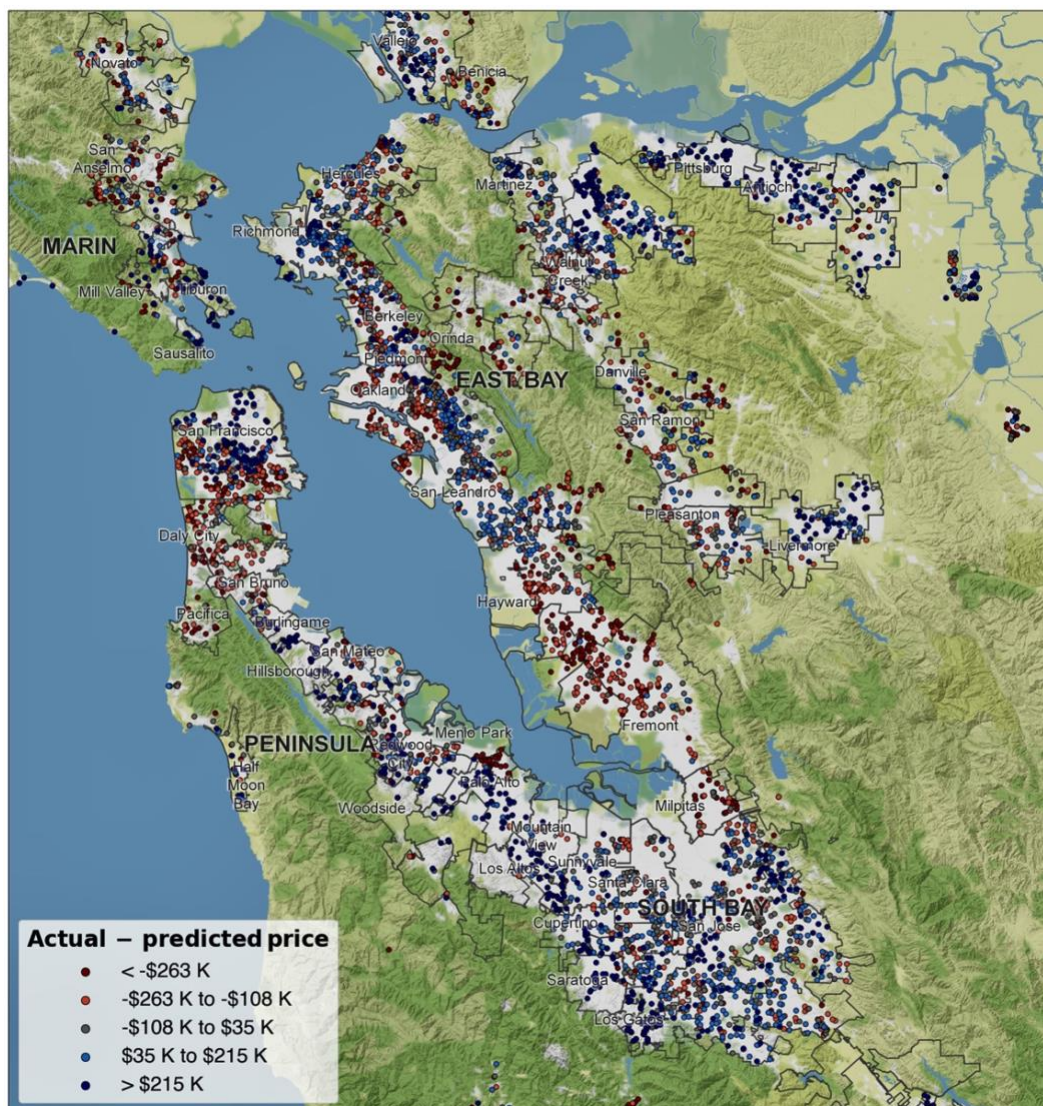 Vallejo
Novato
Benicia
San
Anselmo
Hercules
Martinez
Pittsburg
Antioch
Richmond
MARIN
Walnut
Creek
Mill Valley
Tiburon
Berkeley
Orinda
Sausalito
Piedmont
Oakland
EAST BAY
Danville
San Ramon
San Francisco
San Leandro
Pleasanton
Daly City
Livermore
San Bruno
Hayward
Pacifica
Burlingame
San Mateo
Hillsborough
Fremont
Menlo Park
PENINSULA
Redwood
City
Half
Moon
Bay
Palo Alto
Woodside
Milpitas
Mountain
View
Sunnyvale
Los Altos
Santa Clara
SOUTH BAY
Cupertino
San Jose
Saratoga
Los Gatos
Actual – predicted price
< -$263 K
-$263 K to -$108 K
-$108 K to $35 K
$35 K to $215 K
> $215 K